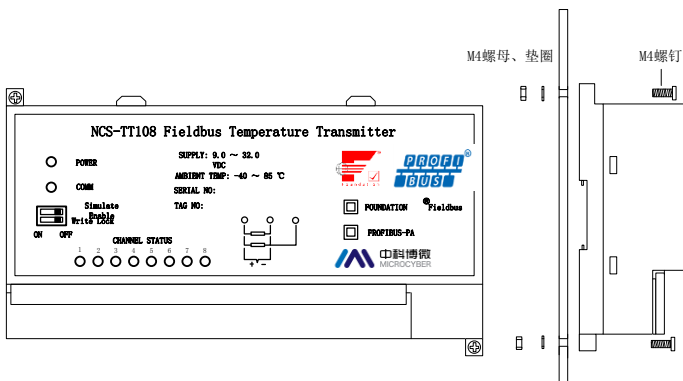 M4螺母、垫圈
M4螺钉
NCS-TT108 Fieldbus Temperature Transmitter
POWER
SUPPLY: 9.0 ～ 32.0
VDC
AMBIENT TEMP: -40 ～ 85 ℃
COMM
SERIAL NO:
TAG NO:
Simulate
Enable
Write Lock
ON OFF
CHANNEL STATUS
1 2 3 4 5 6 7 8
+ -
PROFI
BUS
®
FOUNDATION ®Fieldbus
PROFIBUS-PA
中科博微
MICROCYBER